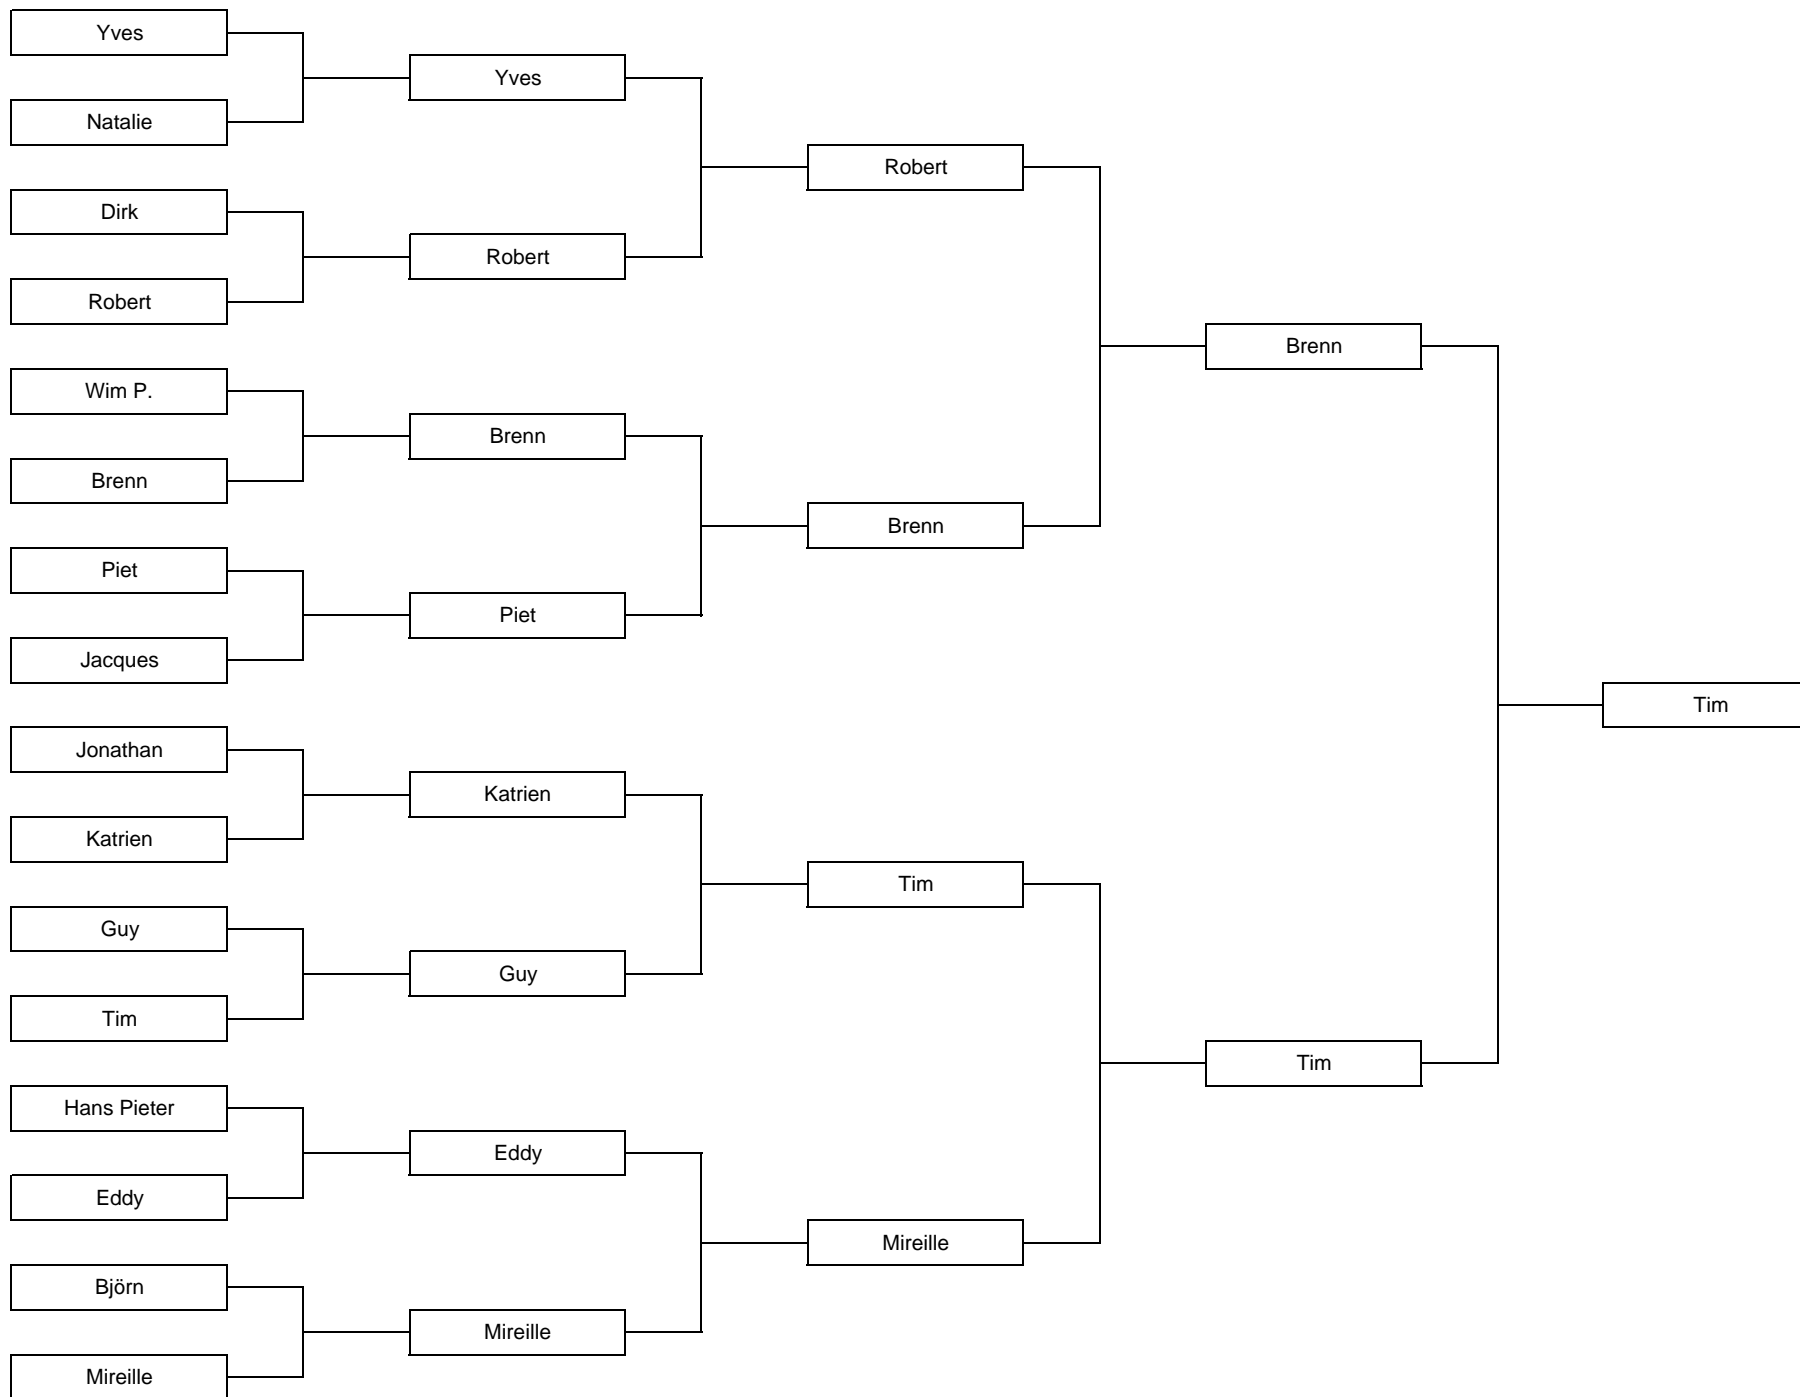 Yves
Natalie
Dirk
Robert
Wim P.
Brenn
Piet
Jacques
Jonathan
Katrien
Guy
Tim
Hans Pieter
Eddy
Björn
Mireille
Yves
Robert
Brenn
Piet
Katrien
Guy
Eddy
Mireille
Robert
Brenn
Tim
Mireille
Brenn
Tim
Tim